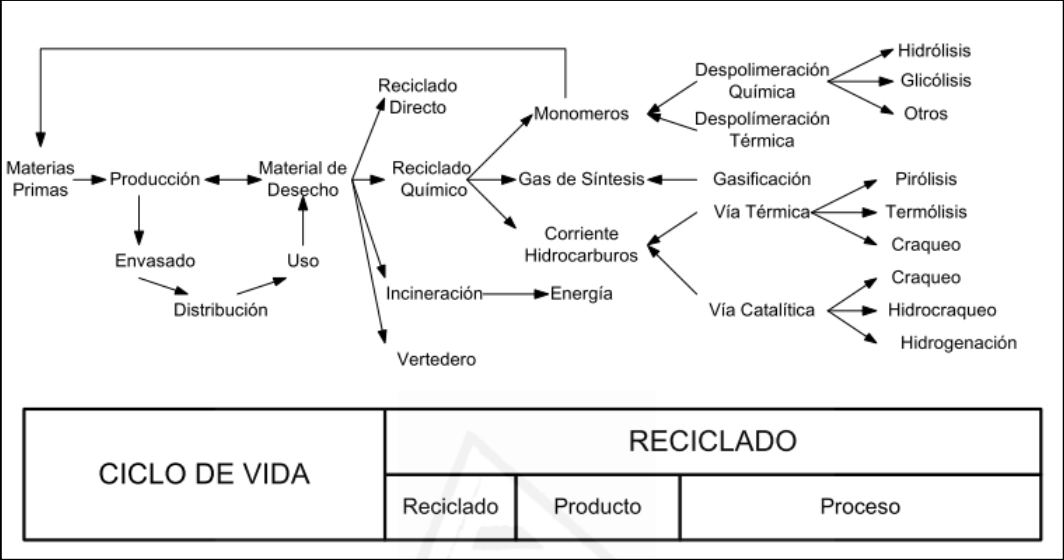 Hidrólisis
Despolimeración
Química
Glicólisis
Reciclado
Directo
Monomeros
Otros
Despolímeración
Térmica
Materias
Primas
Producción
Material de
Desecho
Reciclado
Químico
Gas de Síntesis
Gasificación
Pirólisis
Vía Térmica
Termólisis
Corriente
Hidrocarburos
Craqueo
Envasado
Uso
Craqueo
Incineración
Energía
Distribución
Vía Catalítica
Hidrocraqueo
Hidrogenación
Vertedero
CICLO DE VIDA
RECICLADO
Reciclado
Producto
Proceso